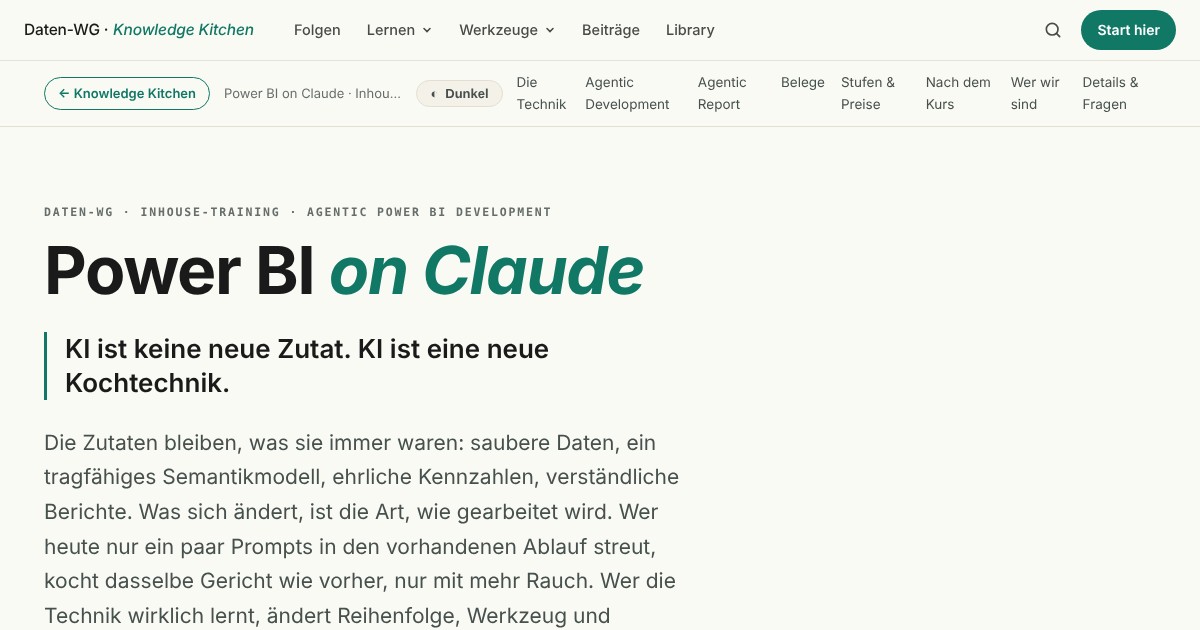 Daten-WG · Knowledge Kitchen
Folgen
Lernen
Werkzeuge
Beiträge
Library
Start hier
← Knowledge Kitchen
Power BI on Claude · Inhou...
Dunkel
Die
Technik
Agentic
Development
Agentic
Report
Belege
Stufen &
Preise
Nach dem
Kurs
Wer wir
sind
Details &
Fragen
DATEN-WG · INHOUSE-TRAINING · AGENTIC POWER BI DEVELOPMENT
Power BI on Claude
KI ist keine neue Zutat. KI ist eine neue
Kochtechnik.
Die Zutaten bleiben, was sie immer waren: saubere Daten, ein
tragfähiges Semantikmodell, ehrliche Kennzahlen, verständliche
Berichte. Was sich ändert, ist die Art, wie gearbeitet wird. Wer
heute nur ein paar Prompts in den vorhandenen Ablauf streut,
kocht dasselbe Gericht wie vorher, nur mit mehr Rauch. Wer die
Technik wirklich lernt, ändert Reihenfolge, Werkzeug und